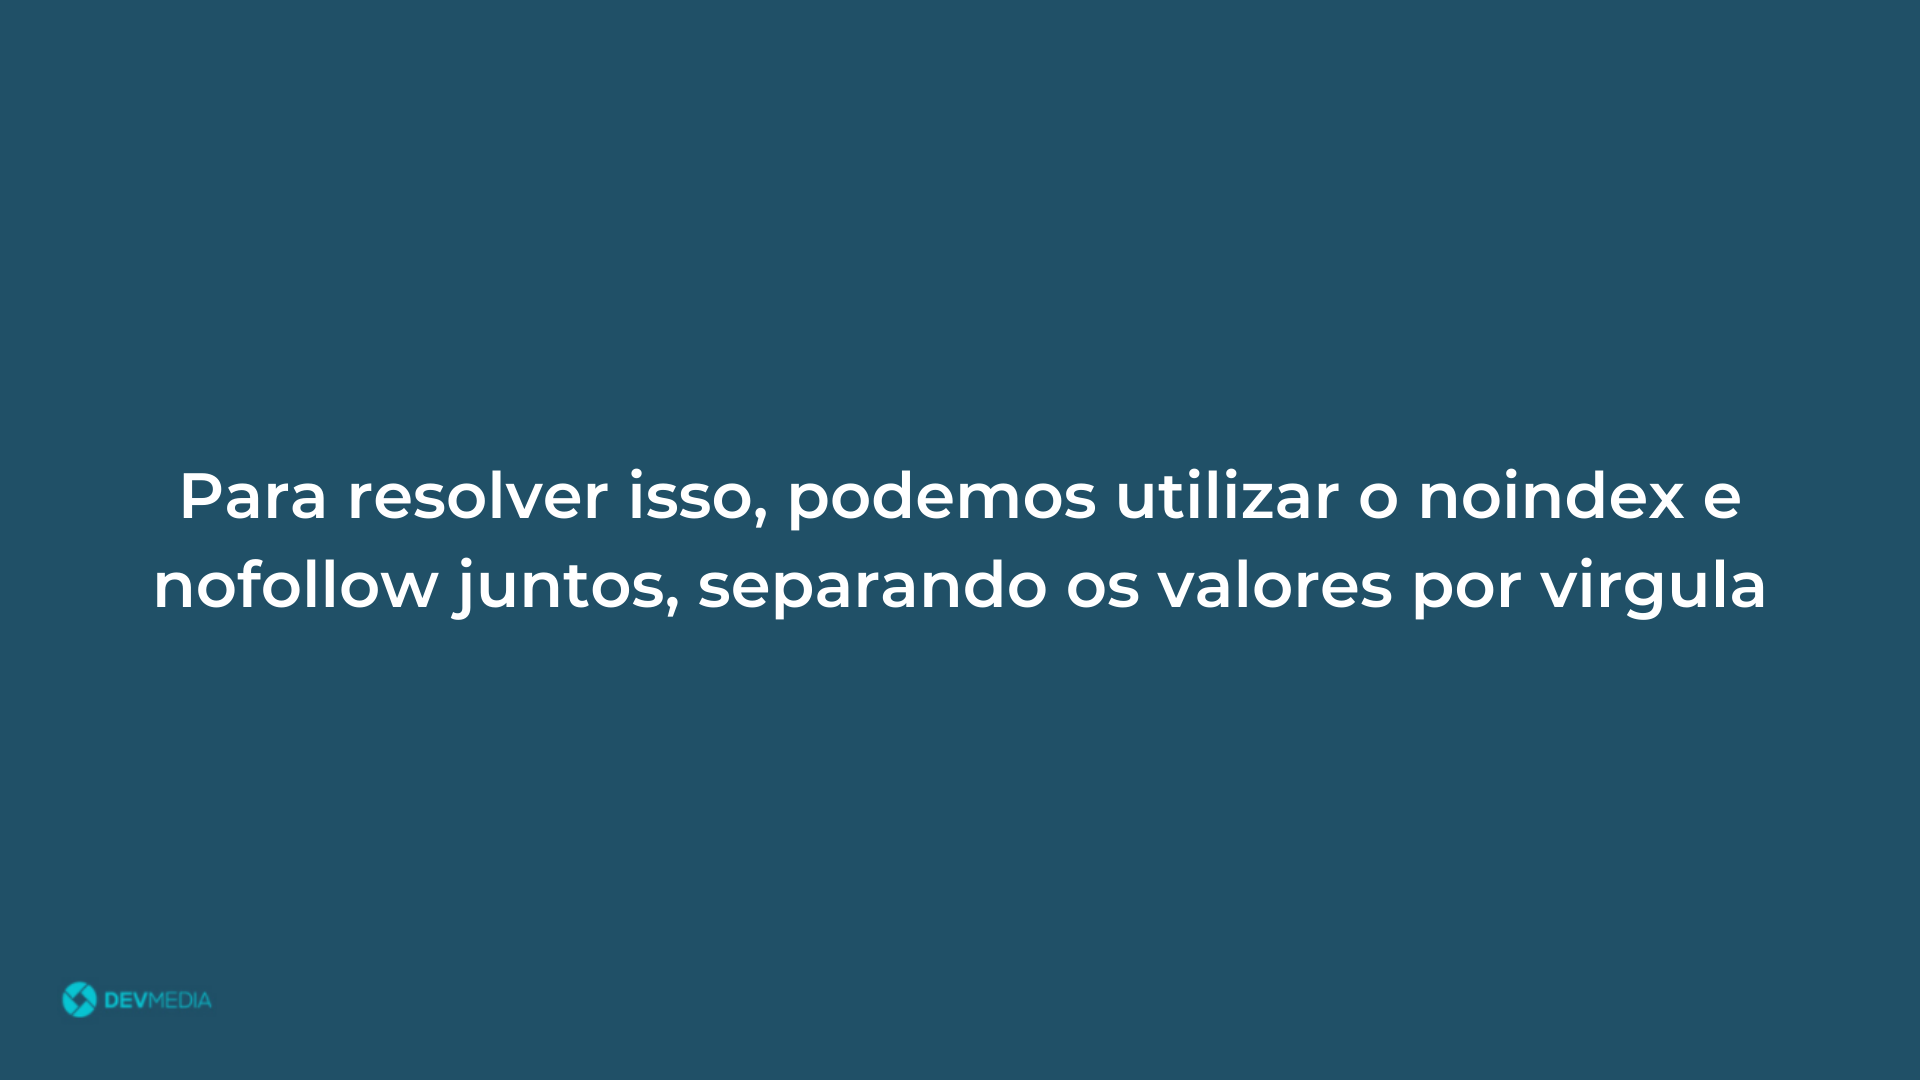 Para resolver isso, podemos utilizar o noindex e
nofollow juntos, separando os valores por virgula
DEVMEDIA